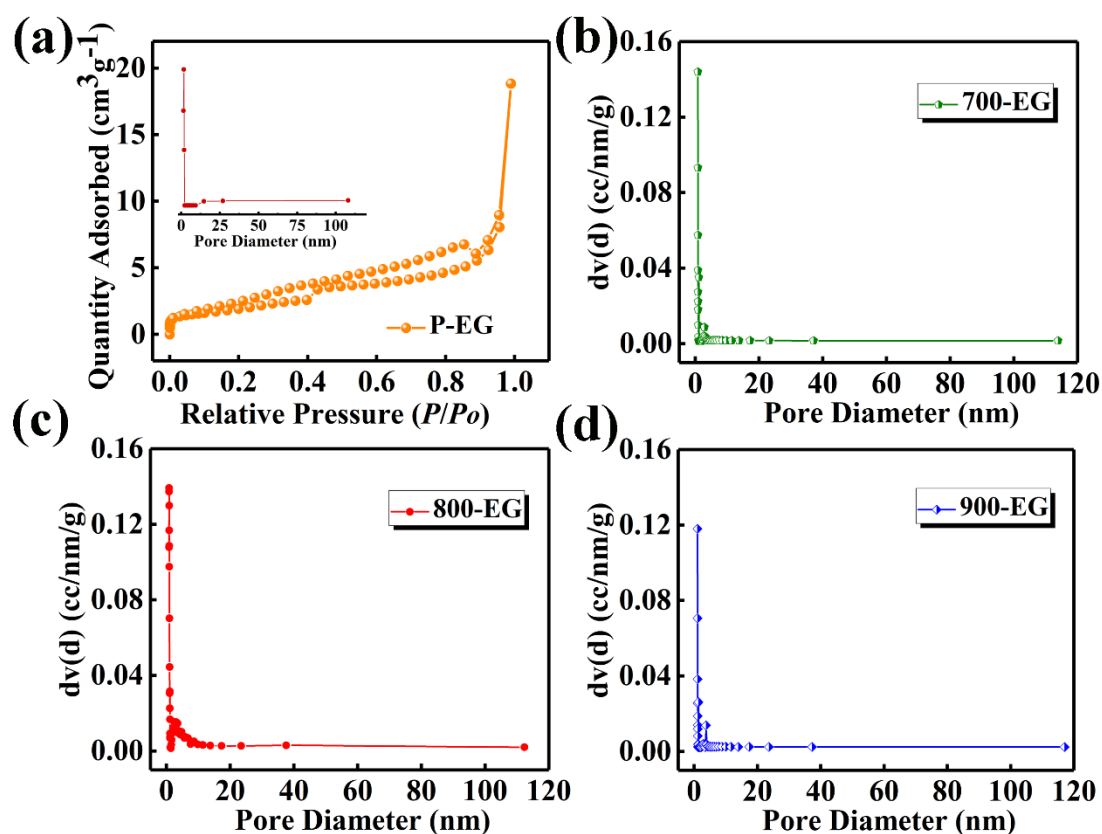 (a)
Quantity Adsorbed (cm³g⁻¹)
20
15
10
5
0
0 25 50 75 100
Pore Diameter (nm)
P-EG
0.0 0.2 0.4 0.6 0.8 1.0
Relative Pressure (P/Po)
(b)
dv(d) (cc/nm/g)
0.16
0.12
0.08
0.04
0.00
700-EG
0 20 40 60 80 100 120
Pore Diameter (nm)
(c)
dv(d) (cc/nm/g)
0.16
0.12
0.08
0.04
0.00
800-EG
0 20 40 60 80 100 120
Pore Diameter (nm)
(d)
dv(d) (cc/nm/g)
0.16
0.12
0.08
0.04
0.00
900-EG
0 20 40 60 80 100 120
Pore Diameter (nm)